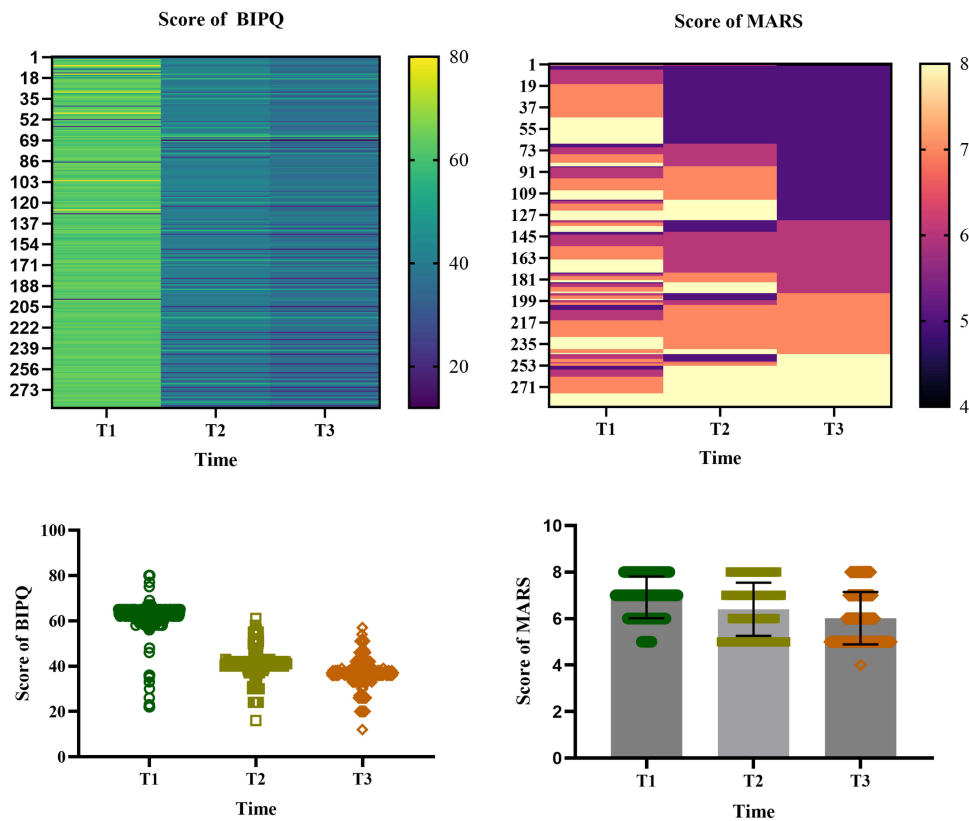 Score of BIPQ
1
18
35
52
69
86
103
120
137
154
171
188
205
222
239
256
273
T1
T2
T3
Time
80
60
40
20
Score of MARS
1
19
37
55
73
91
109
127
145
163
181
199
217
235
253
271
T1
T2
T3
Time
8
7
6
5
4
Score of BIPQ
100
80
60
40
20
0
T1
T2
T3
Time
Score of MARS
10
8
6
4
2
0
T1
T2
T3
Time